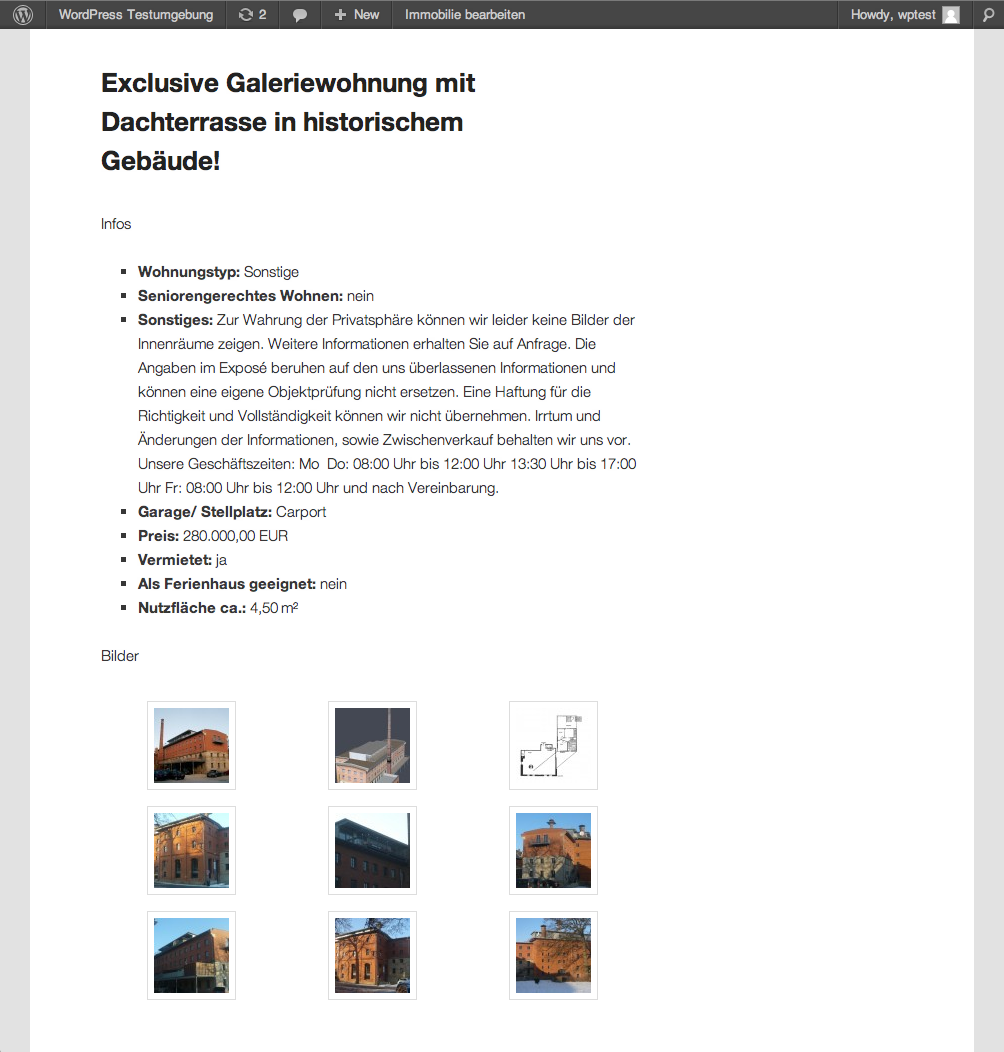 WordPress Testumgebung 2 New Immobilie bearbeiten Howdy, wptest
Exclusive Galeriewohnung mit
Dachterrasse in historischem
Gebäude!
Infos
Wohnungstyp: Sonstige
Seniorengerechtes Wohnen: nein
Sonstiges: Zur Wahrung der Privatsphäre können wir leider keine Bilder der
Innenräume zeigen. Weitere Informationen erhalten Sie auf Anfrage. Die
Angaben im Exposé beruhen auf den uns überlassenen Informationen und
können eine eigene Objektprüfung nicht ersetzen. Eine Haftung für die
Richtigkeit und Vollständigkeit können wir nicht übernehmen. Irrtum und
Änderungen der Informationen, sowie Zwischenverkauf behalten wir uns vor.
Unsere Geschäftszeiten: Mo  Do: 08:00 Uhr bis 12:00 Uhr 13:30 Uhr bis 17:00
Uhr Fr: 08:00 Uhr bis 12:00 Uhr und nach Vereinbarung.
Garage/ Stellplatz: Carport
Preis: 280.000,00 EUR
Vermietet: ja
Als Ferienhaus geeignet: nein
Nutzfläche ca.: 4,50 m²
Bilder